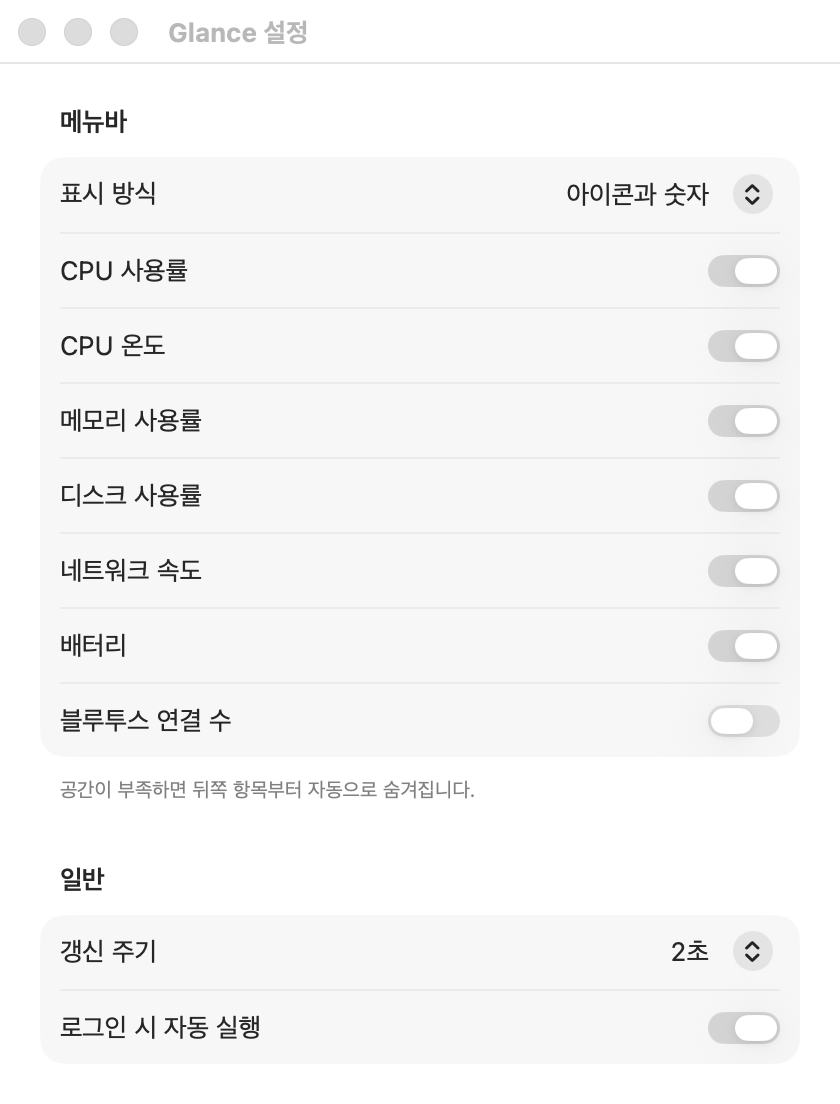 Glance 설정
메뉴바
표시 방식 아이콘과 숫자
CPU 사용률
CPU 온도
메모리 사용률
디스크 사용률
네트워크 속도
배터리
블루투스 연결 수
공간이 부족하면 뒤쪽 항목부터 자동으로 숨겨집니다.
일반
갱신 주기 2초
로그인 시 자동 실행